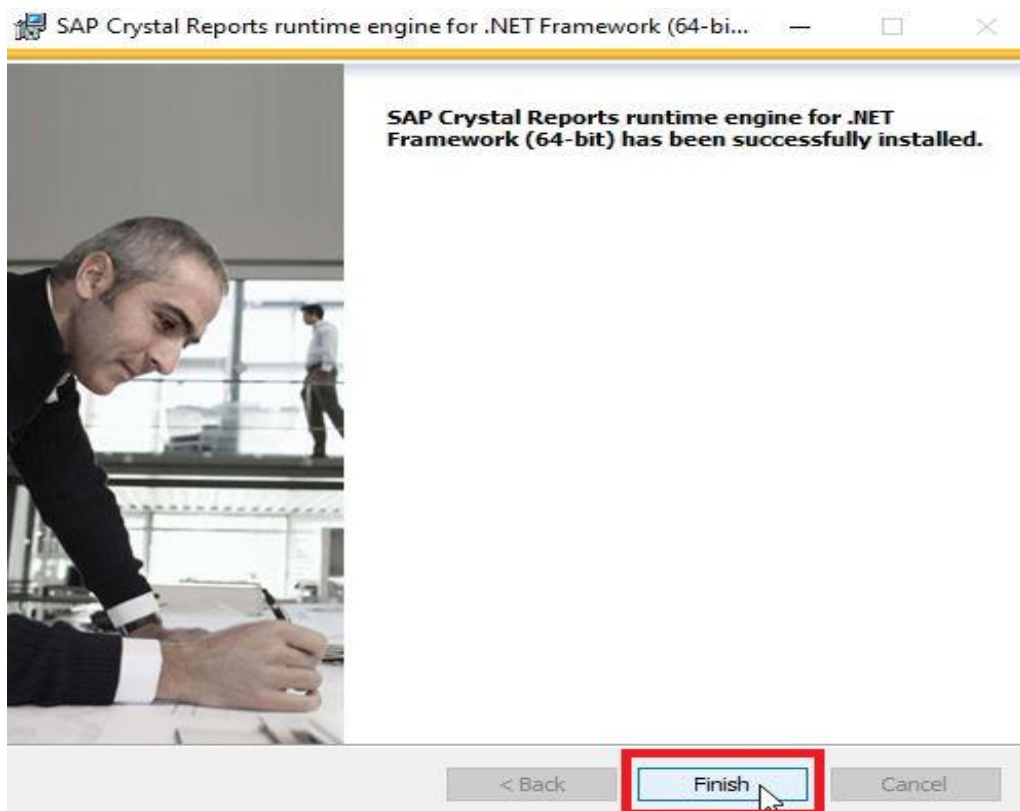 SAP Crystal Reports runtime engine for .NET Framework (64-bi...
SAP Crystal Reports runtime engine for .NET
Framework (64-bit) has been successfully installed.
< Back
Finish
Cancel